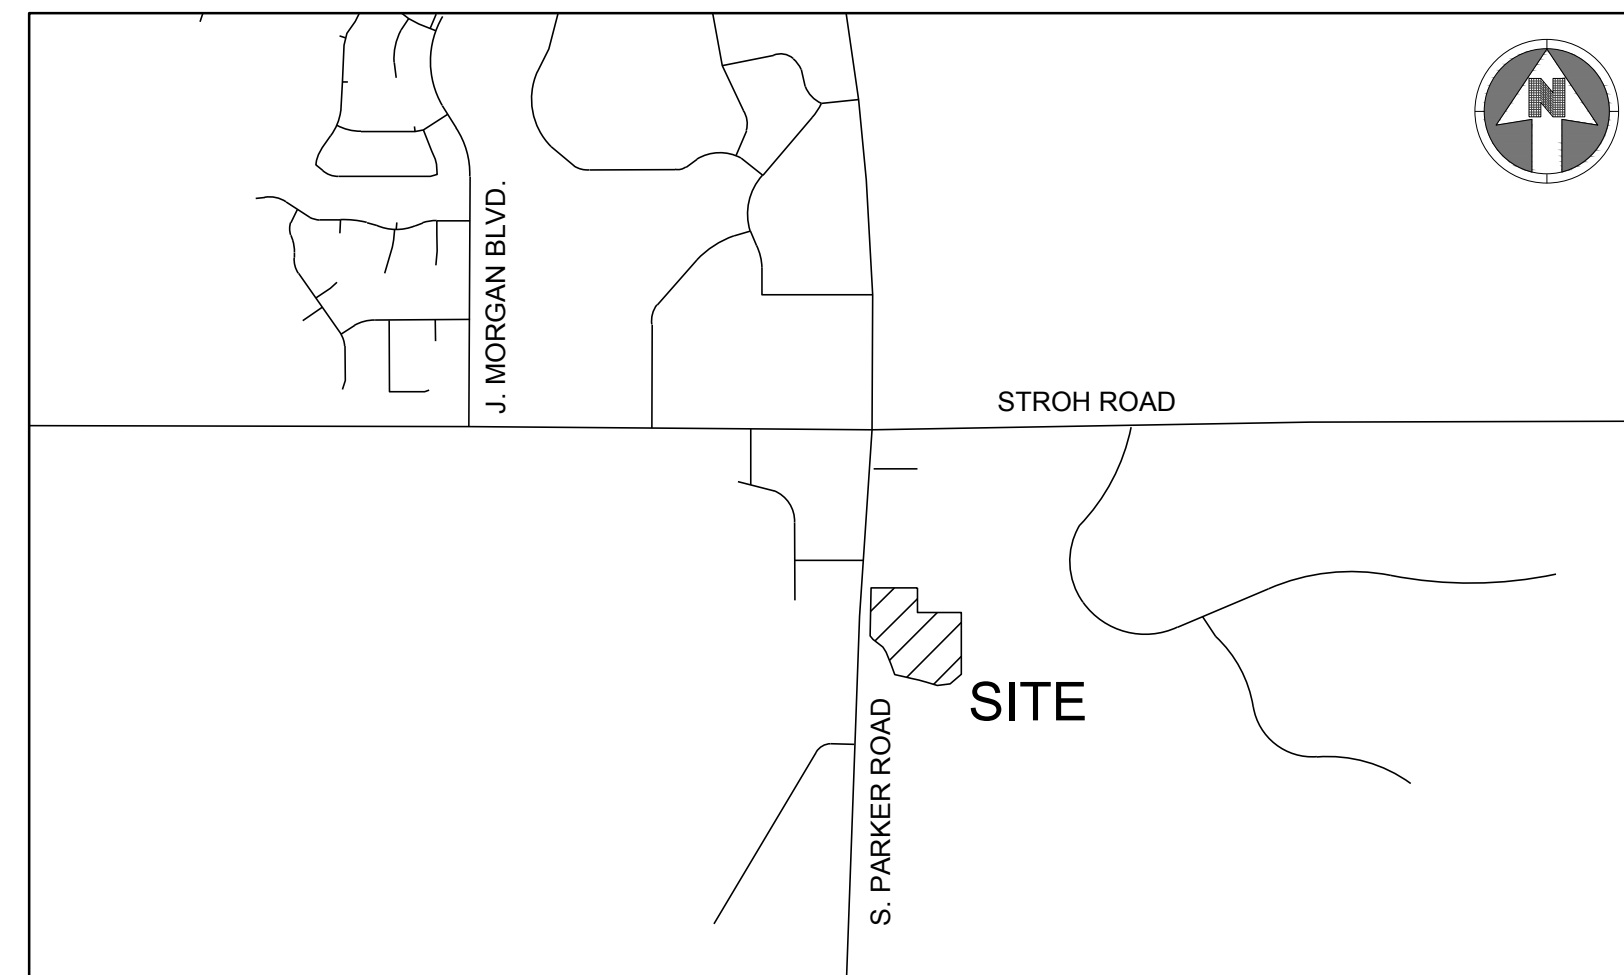 N
J. MORGAN BLVD.
STROH ROAD
SITE
S. PARKER ROAD